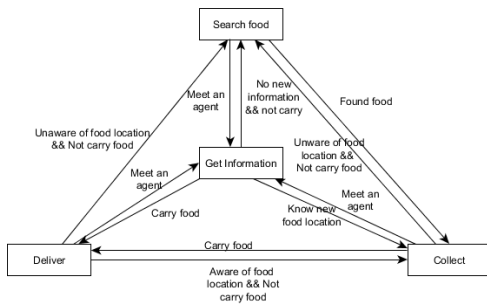 Search food
Meet an
agent
No new
information
&& not carry
Found food
Unaware of food location
&& Not carry food
Unware of food
location &&
Not carry food
Get Information
Meet an
agent
Meet an
agent
Carry food
Know new
food location
Deliver
Carry food
Collect
Aware of food
location && Not
carry food